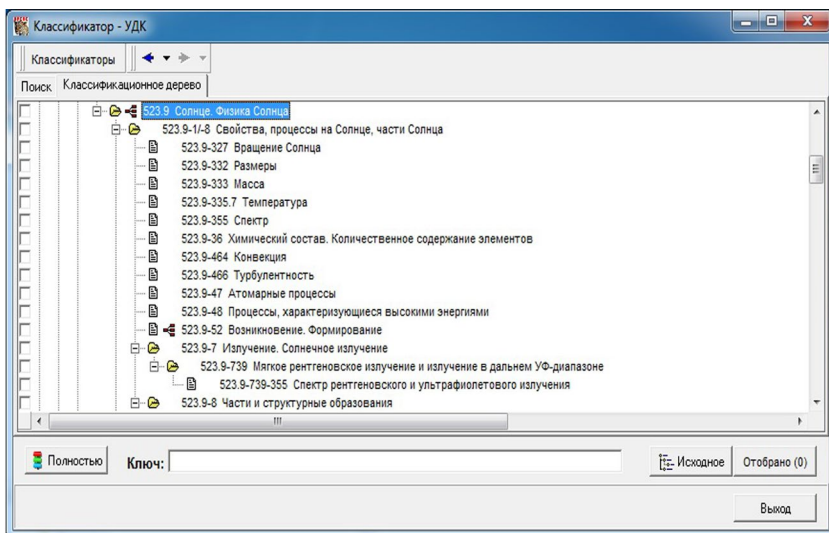 Классификатор - УДК
Классификаторы
Поиск Классификационное дерево
523.9 Солнце. Физика Солнца
523.9-1/-8 Свойства, процессы на Солнце, части Солнца
523.9-327 Вращение Солнца
523.9-332 Размеры
523.9-333 Масса
523.9-335.7 Температура
523.9-355 Спектр
523.9-36 Химический состав. Количественное содержание элементов
523.9-464 Конвекция
523.9-466 Турбулентность
523.9-47 Атомарные процессы
523.9-48 Процессы, характеризующиеся высокими энергиями
523.9-52 Возникновение. Формирование
523.9-7 Излучение. Солнечное излучение
523.9-739 Мягкое рентгеновское излучение и излучение в дальнем УФ-диапазоне
523.9-739-355 Спектр рентгеновского и ультрафиолетового излучения
523.9-8 Части и структурные образования
Полностью Ключ: Исходное Отобрано (0)
Выход